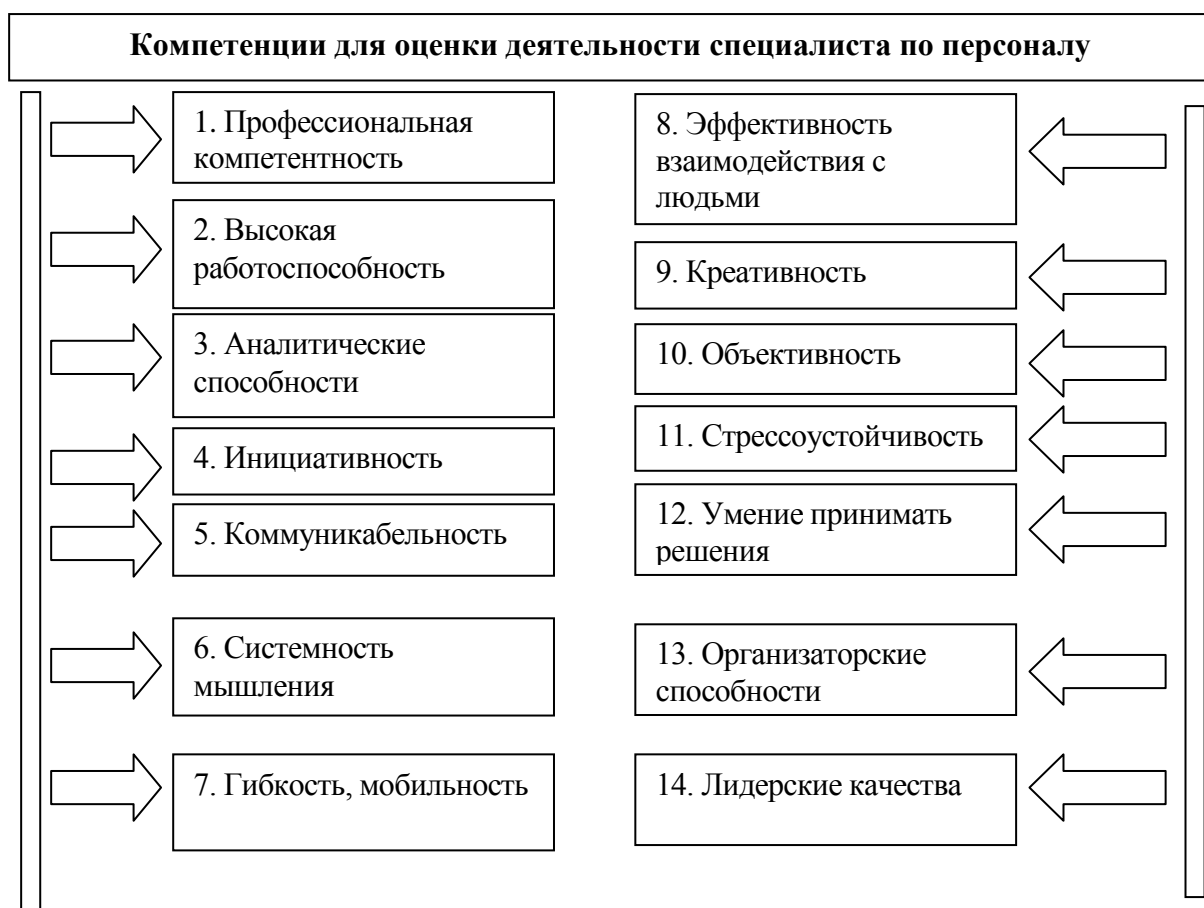 Компетенции для оценки деятельности специалиста по персоналу
1. Профессиональная
компетентность
2. Высокая
работоспособность
3. Аналитические
способности
4. Инициативность
5. Коммуникабельность
6. Системность
мышления
7. Гибкость, мобильность
8. Эффективность
взаимодействия с
людьми
9. Креативность
10. Объективность
11. Стрессоустойчивость
12. Умение принимать
решения
13. Организаторские
способности
14. Лидерские качества